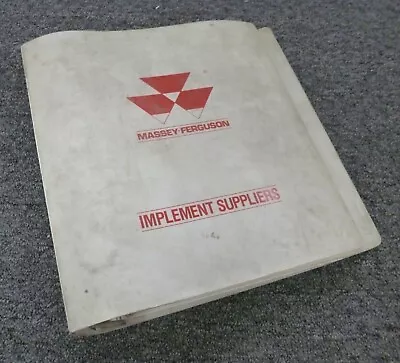 MASSEY-FERGUSON
IMPLEMENT SUPPLIERS